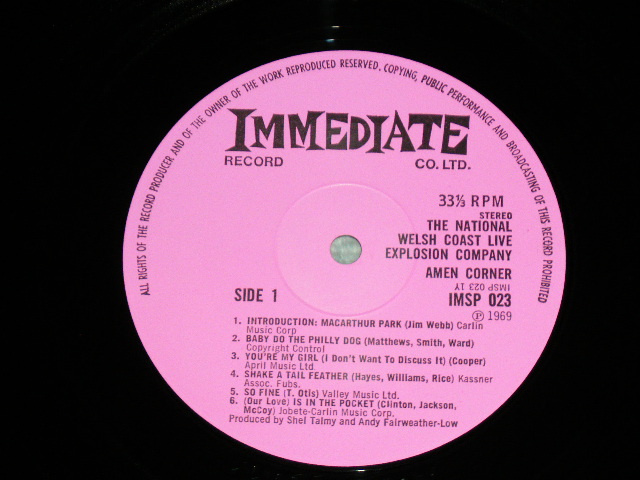 ALL RIGHTS OF THE RECORD PRODUCER AND OF THE OWNER OF THE WORK REPRODUCED RESERVED. COPYING, PUBLIC PERFORMANCE AND BROADCASTING OF THIS RECORD PROHIBITED
IMMEDIATE
RECORD CO. LTD.
33⅓ RPM
STEREO
THE NATIONAL
WELSH COAST LIVE
EXPLOSION COMPANY
AMEN CORNER
IMSP 023 1Y
SIDE 1
IMSP 023
Ⓟ 1969
1. INTRODUCTION: MACARTHUR PARK (Jim Webb) Carlin
Music Corp
2. BABY DO THE PHILLY DOG (Matthews, Smith, Ward)
Copyright Control
3. YOU'RE MY GIRL (I Don't Want To Discuss It) (Cooper)
April Music Ltd
4. SHAKE A TAIL FEATHER (Hayes, Williams, Rice) Kassner
Assoc. Pubs.
5. SO FINE (T. Otis) Valley Music Ltd.
6. (Our Love) IS IN THE POCKET (Clinton, Jackson,
McCoy) Jobete-Carlin Music Corp.
Produced by Shel Talmy and Andy Fairweather-Low